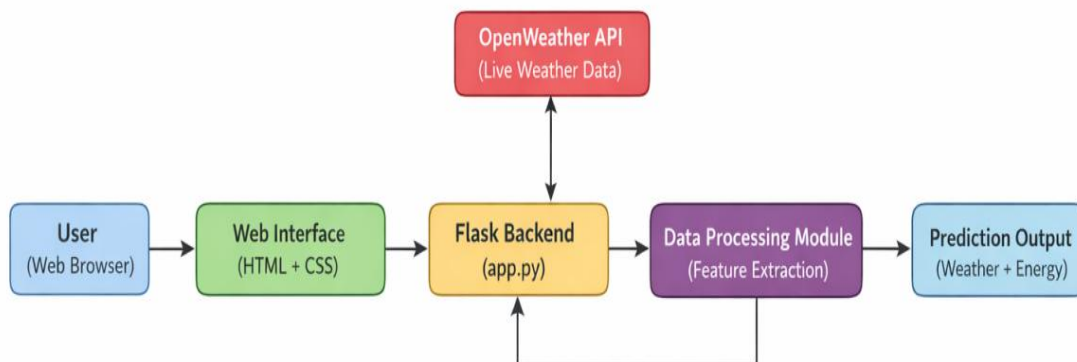 OpenWeather API
(Live Weather Data)
User
(Web Browser)
Web Interface
(HTML + CSS)
Flask Backend
(app.py)
Data Processing Module
(Feature Extraction)
Prediction Output
(Weather + Energy)